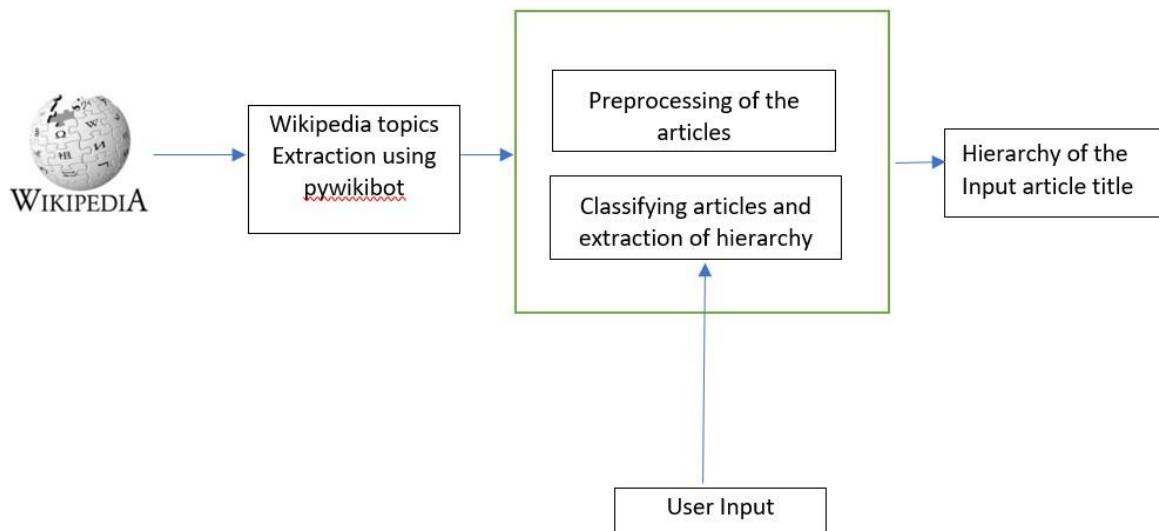 WIKIPEDIA
Wikipedia topics
Extraction using
pywikibot
Preprocessing of the
articles
Classifying articles and
extraction of hierarchy
Hierarchy of the
Input article title
User Input